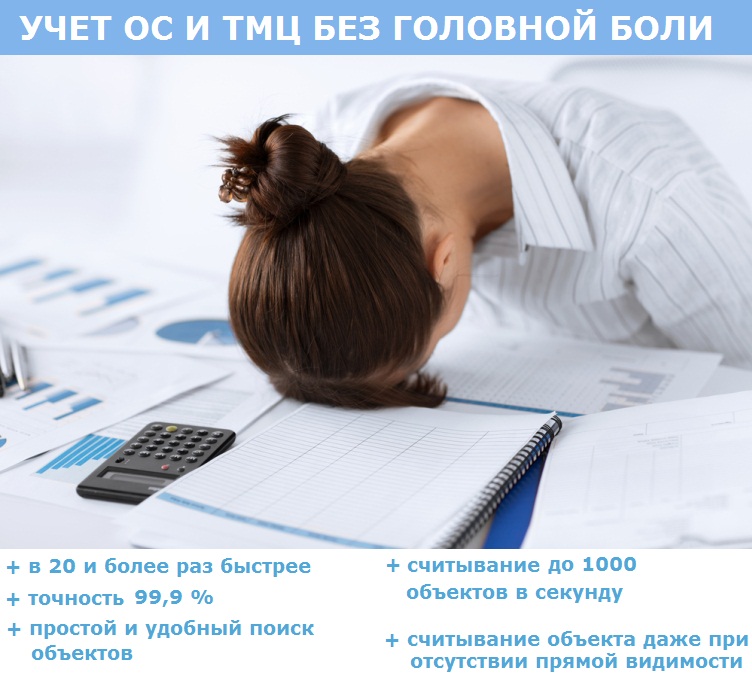 УЧЕТ ОС И ТМЦ БЕЗ ГОЛОВНОЙ БОЛИ
+ в 20 и более раз быстрее
+ точность 99,9 %
+ простой и удобный поиск
объектов
+ считывание до 1000
объектов в секунду
+ считывание объекта даже при
отсутствии прямой видимости